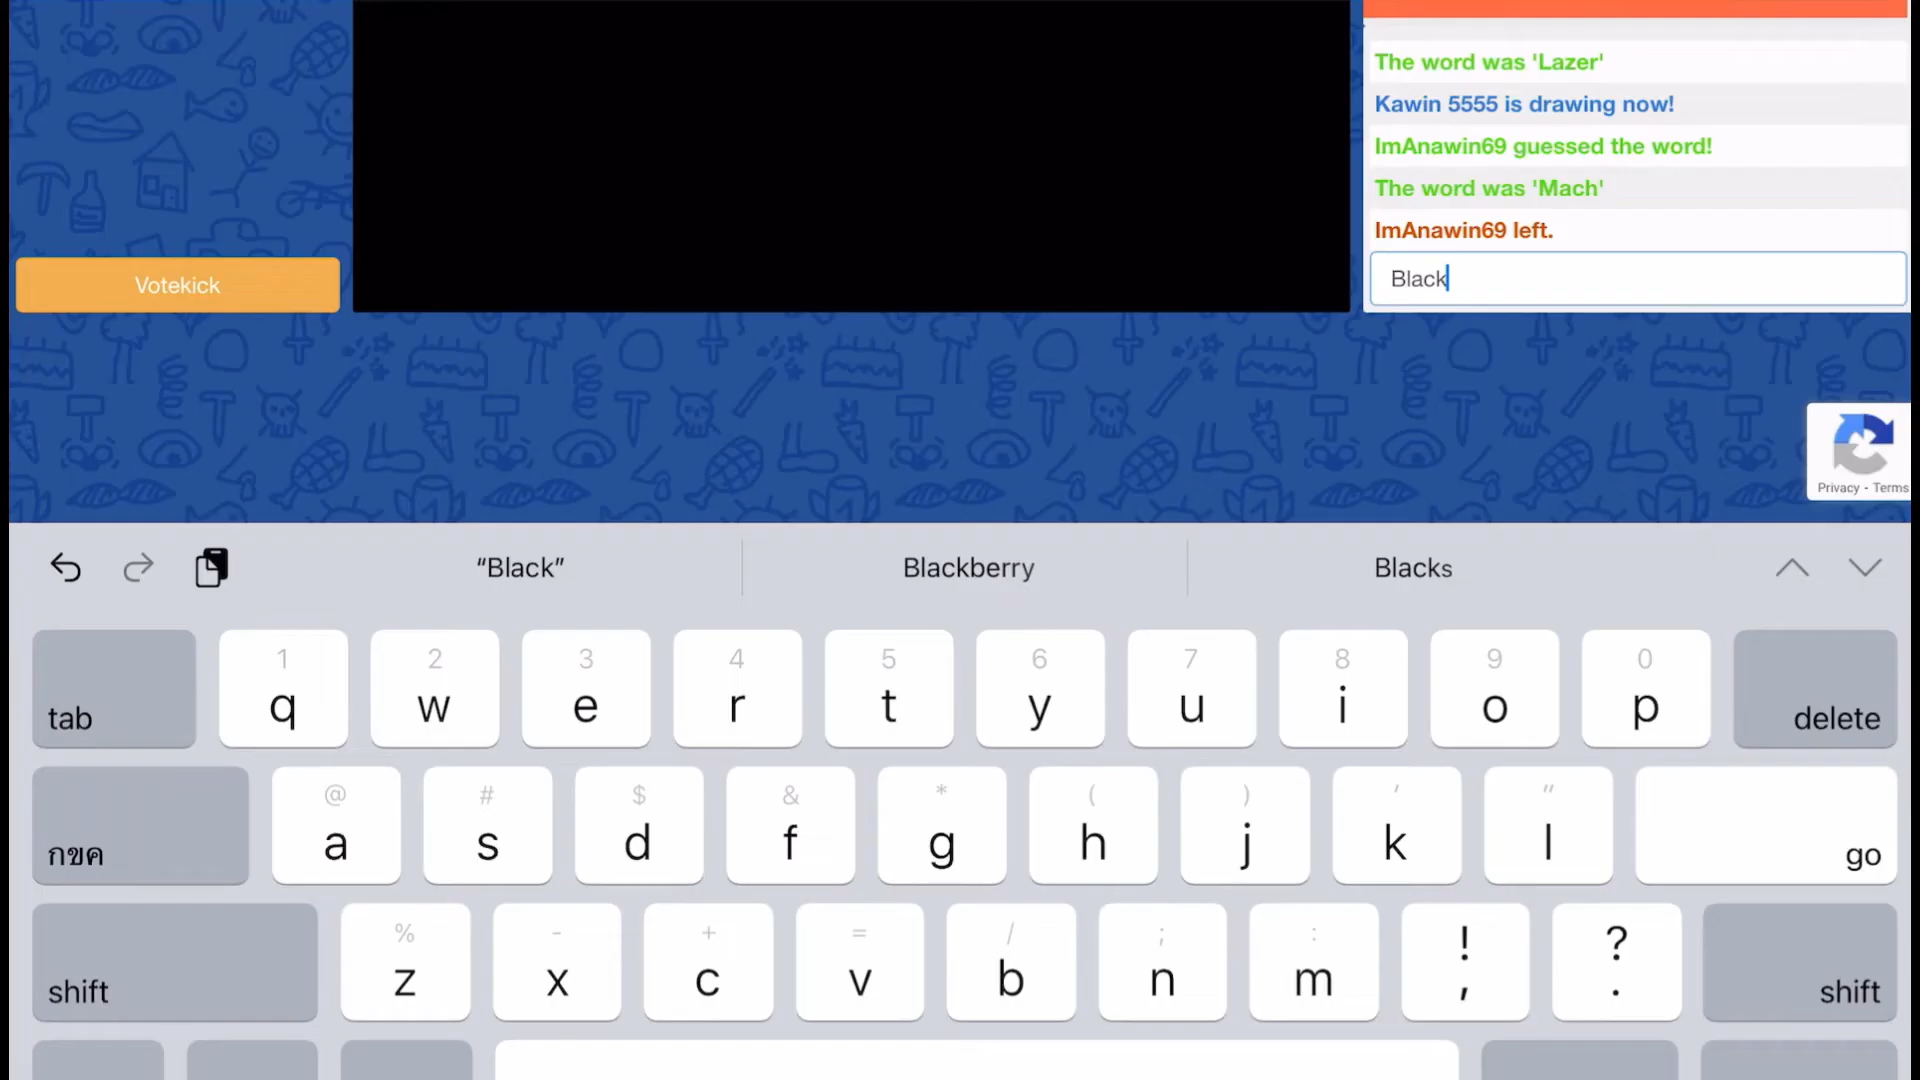 The word was 'Lazer'
Kawin 5555 is drawing now!
ImAnawin69 guessed the word!
The word was 'Mach'
ImAnawin69 left.
Votekick
Black
Privacy - Terms
“Black” Blackberry Blacks
1 2 3 4 5 6 7 8 9 0
tab q w e r t y u i o p delete
@ # $ & * ( ) ' "
กขค a s d f g h j k l go
% - + = / ; : ! ?
shift z x c v b n m , . shift